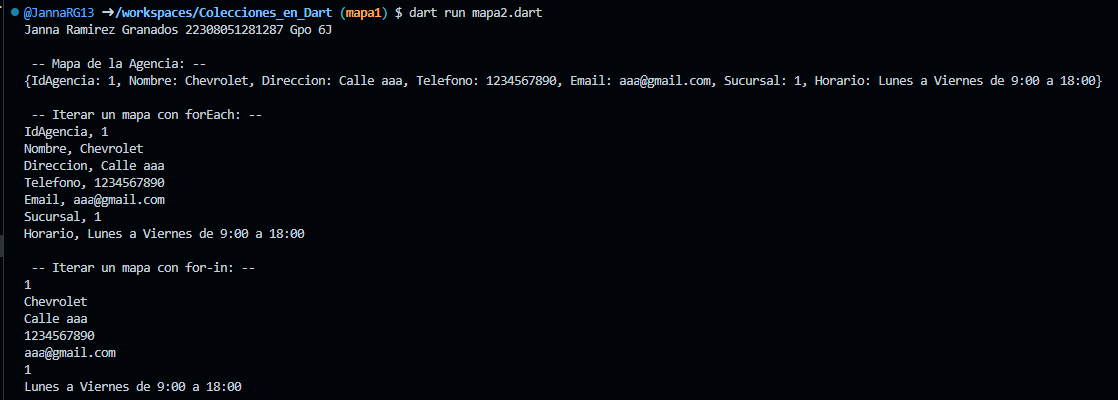 @JannaRG13 ➜/workspaces/Colecciones_en_Dart (mapa1) $ dart run mapa2.dart
Janna Ramirez Granados 22308051281287 Gpo 6J
-- Mapa de la Agencia: --
{IdAgencia: 1, Nombre: Chevrolet, Direccion: Calle aaa, Telefono: 1234567890, Email: aaa@gmail.com, Sucursal: 1, Horario: Lunes a Viernes de 9:00 a 18:00}
-- Iterar un mapa con forEach: --
IdAgencia, 1
Nombre, Chevrolet
Direccion, Calle aaa
Telefono, 1234567890
Email, aaa@gmail.com
Sucursal, 1
Horario, Lunes a Viernes de 9:00 a 18:00
-- Iterar un mapa con for-in: --
1
Chevrolet
Calle aaa
1234567890
aaa@gmail.com
1
Lunes a Viernes de 9:00 a 18:00